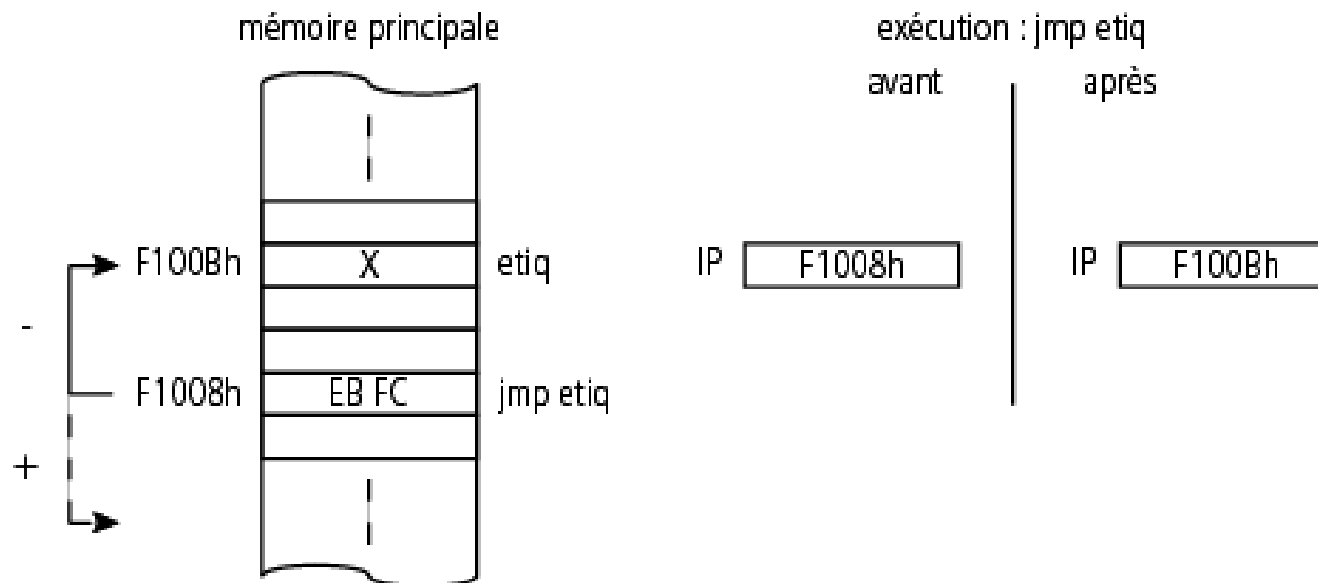 mémoire principale
exécution : jmp etiq
avant
après
F100Bh
X
etiq
IP
F1008h
IP
F100Bh
-
F1008h
EB FC
jmp etiq
+